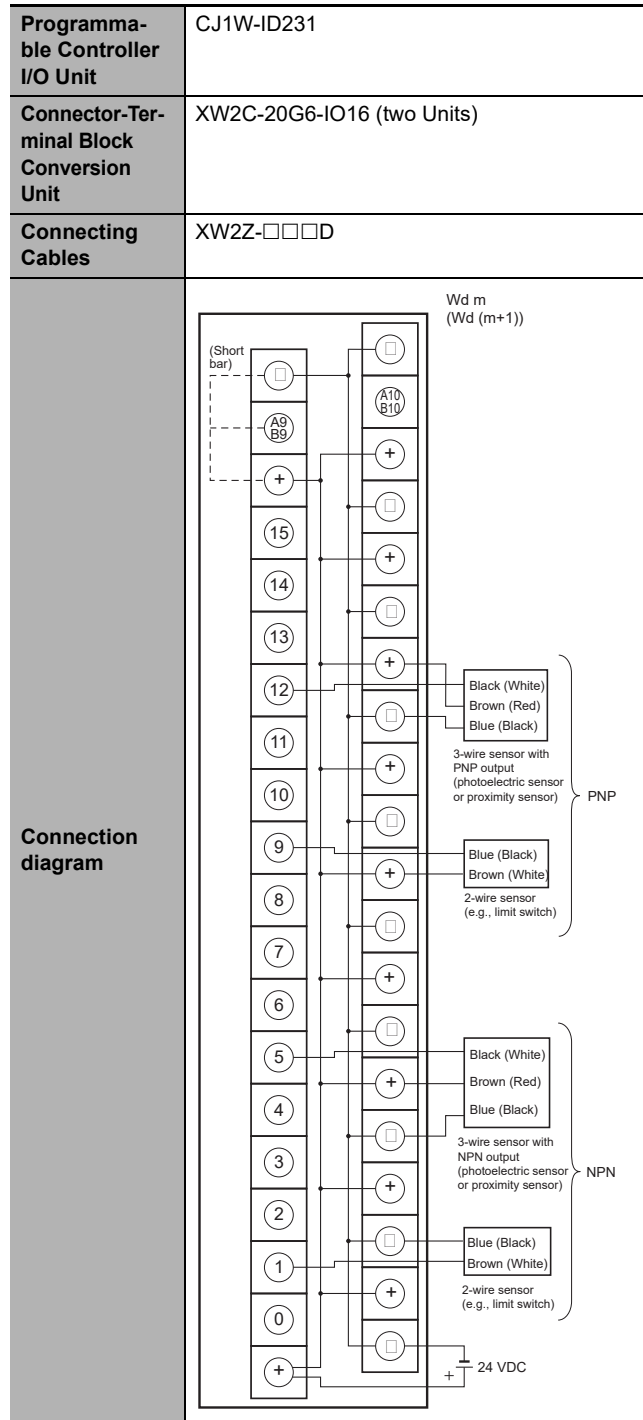 Programma-
ble Controller
I/O Unit
CJ1W-ID231
Connector-Ter-
minal Block
Conversion
Unit
XW2C-20G6-IO16 (two Units)
Connecting
Cables
XW2Z-□□□D
Connection
diagram
Wd m
(Wd (m+1))
(Short
bar)
□
A9
B9
+
15
14
13
12
11
10
9
8
7
6
5
4
3
2
1
0
+
□
A10
B10
+
□
+
□
+
□
+
□
+
□
+
□
+
□
+
□
+
□
Black (White)
Brown (Red)
Blue (Black)
3-wire sensor with
PNP output
(photoelectric sensor
or proximity sensor)
PNP
Blue (Black)
Brown (White)
2-wire sensor
(e.g., limit switch)
Black (White)
Brown (Red)
Blue (Black)
3-wire sensor with
NPN output
(photoelectric sensor
or proximity sensor)
NPN
Blue (Black)
Brown (White)
2-wire sensor
(e.g., limit switch)
+
24 VDC